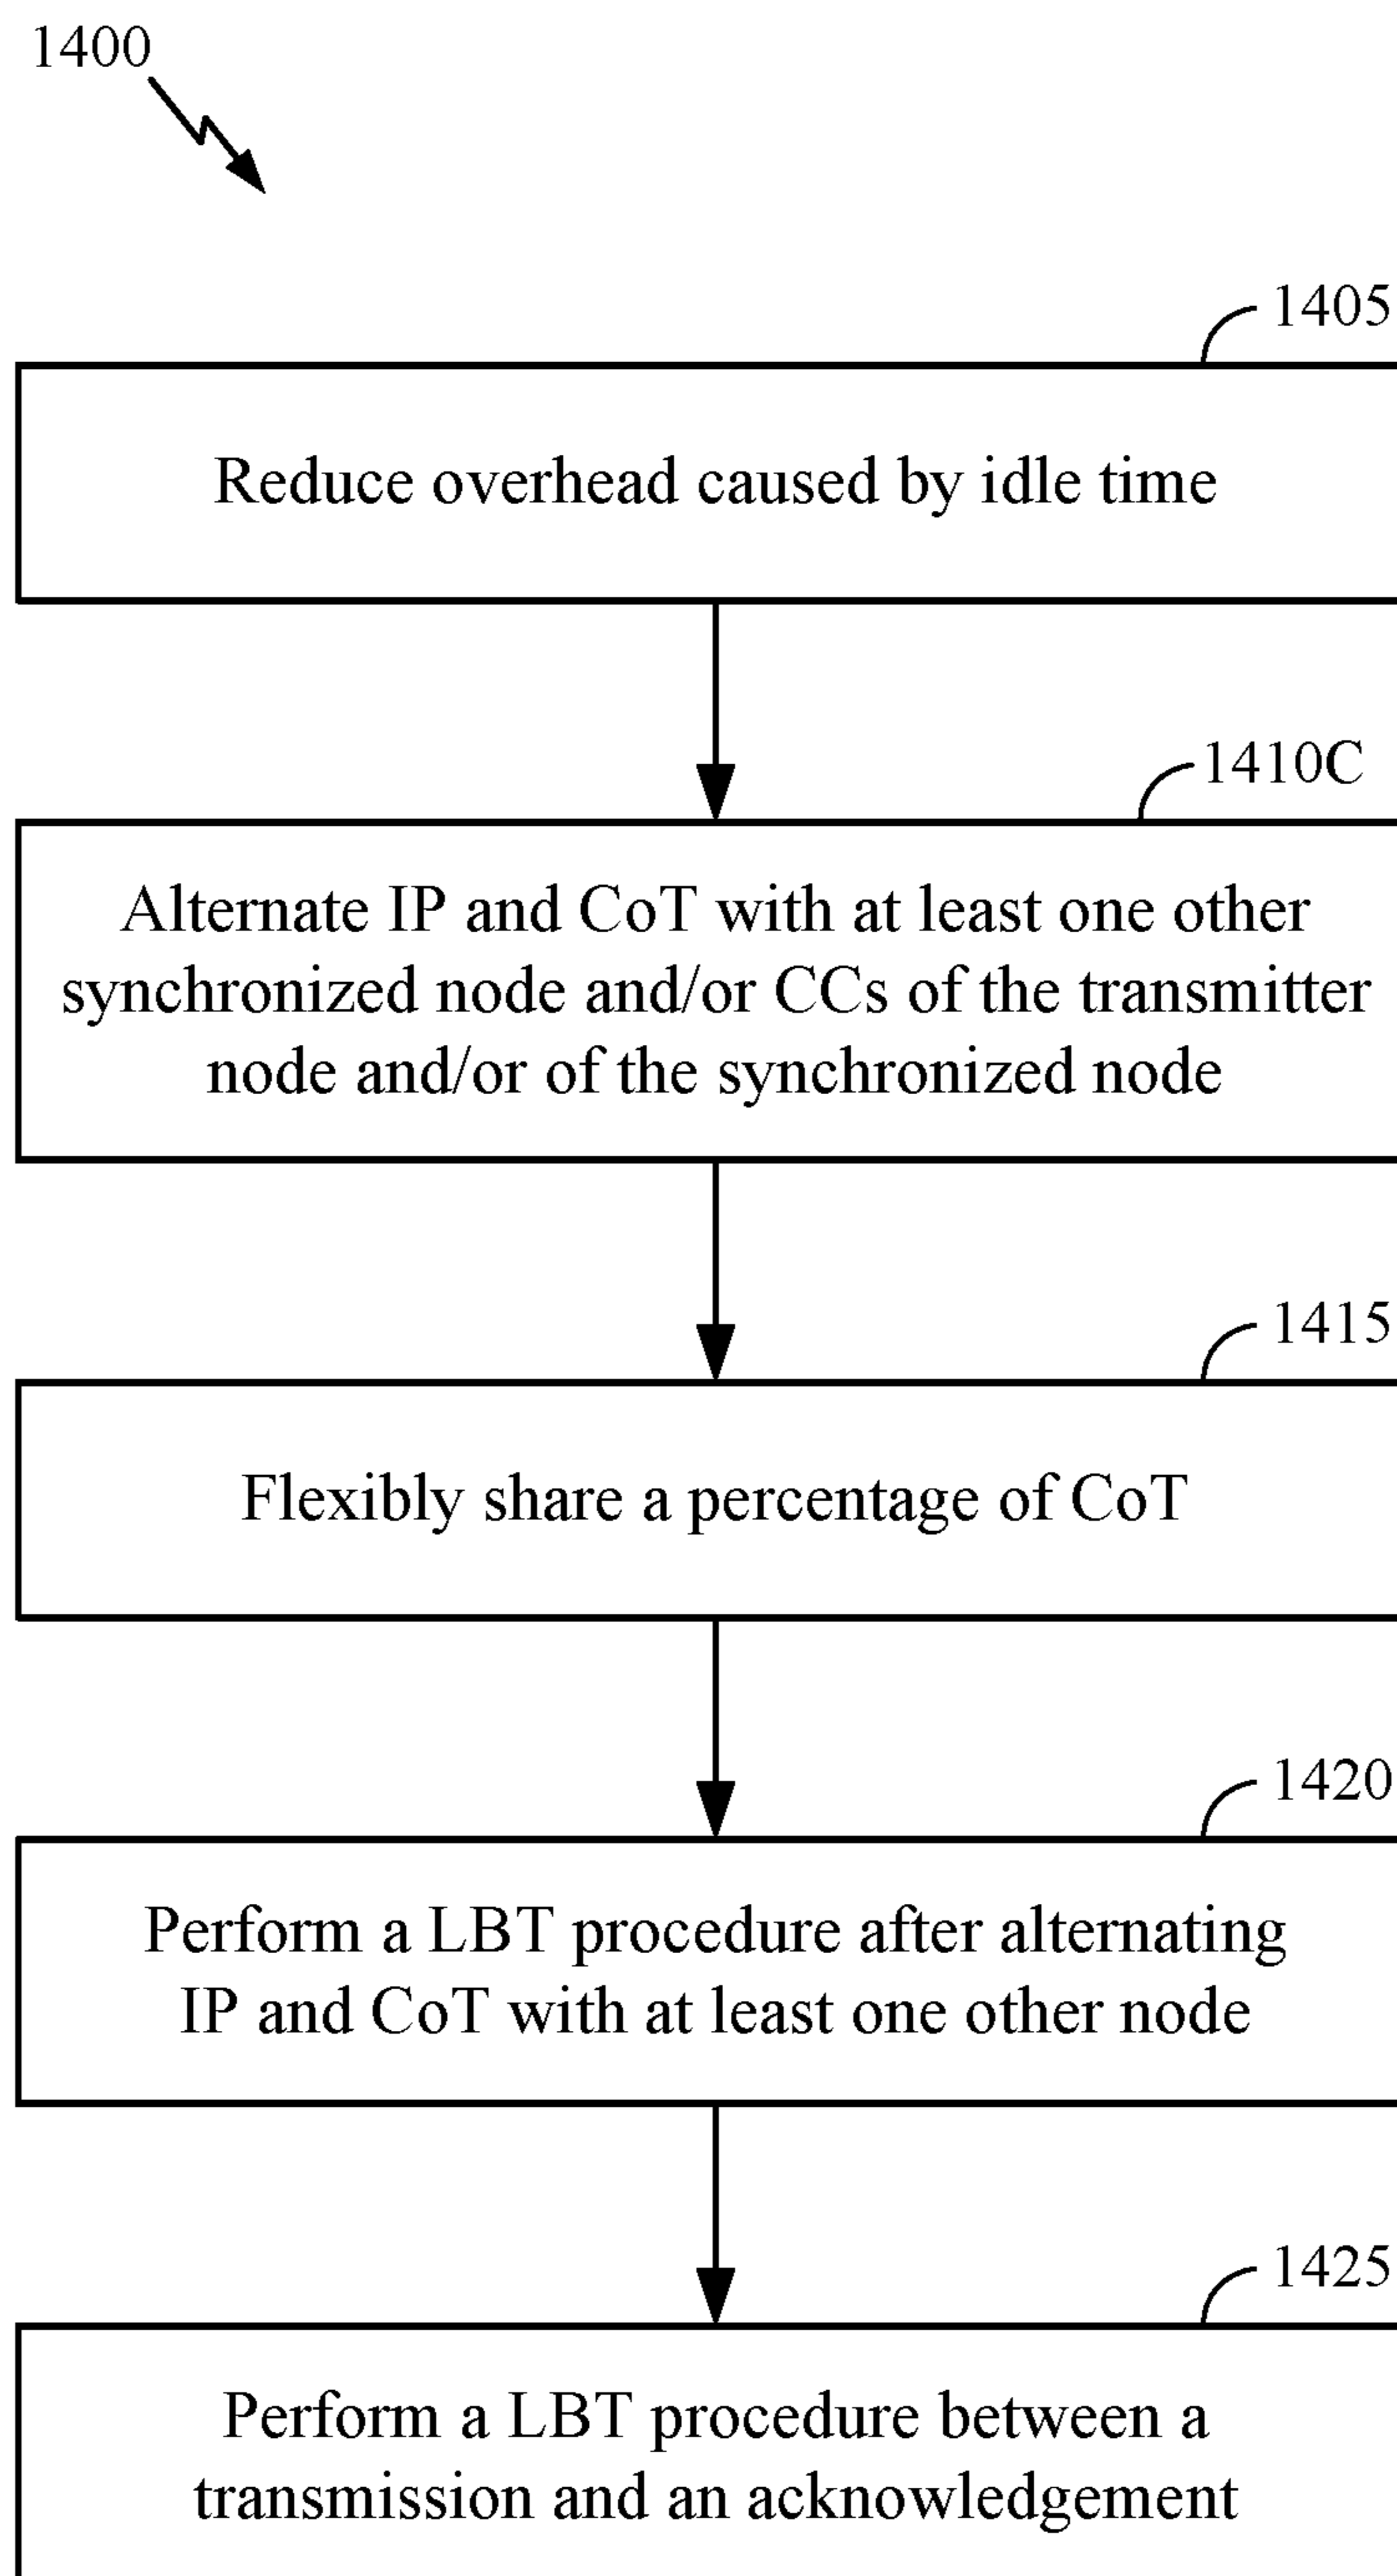 1400
1405
Reduce overhead caused by idle time
1410C
Alternate IP and CoT with at least one other
synchronized node and/or CCs of the transmitter
node and/or of the synchronized node
1415
Flexibly share a percentage of CoT
1420
Perform a LBT procedure after alternating
IP and CoT with at least one other node
1425
Perform a LBT procedure between a
transmission and an acknowledgement